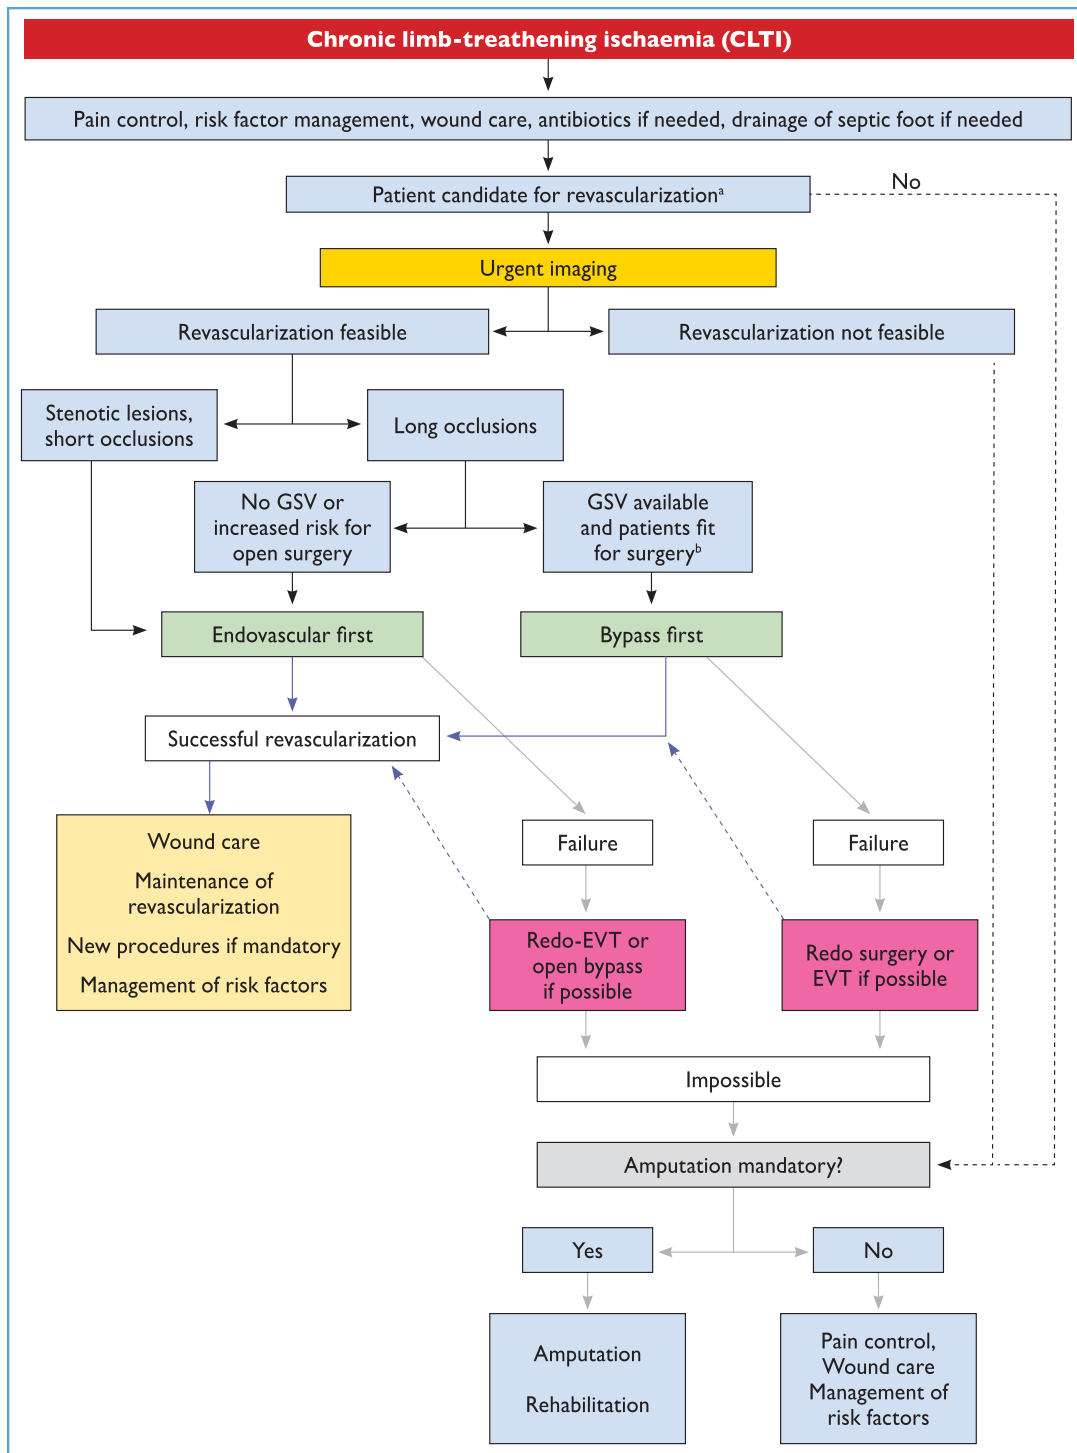 Chronic limb-treathening ischaemia (CLTI)
Pain control, risk factor management, wound care, antibiotics if needed, drainage of septic foot if needed
Patient candidate for revascularizationᵃ
No
Urgent imaging
Revascularization feasible
Revascularization not feasible
Stenotic lesions,
short occlusions
Long occlusions
No GSV or
increased risk for
open surgery
GSV available
and patients fit
for surgeryᵇ
Endovascular first
Bypass first
Successful revascularization
Wound care
Maintenance of
revascularization
New procedures if mandatory
Management of risk factors
Failure
Failure
Redo-EVT or
open bypass
if possible
Redo surgery or
EVT if possible
Impossible
Amputation mandatory?
Yes
No
Amputation
Rehabilitation
Pain control,
Wound care
Management of
risk factors